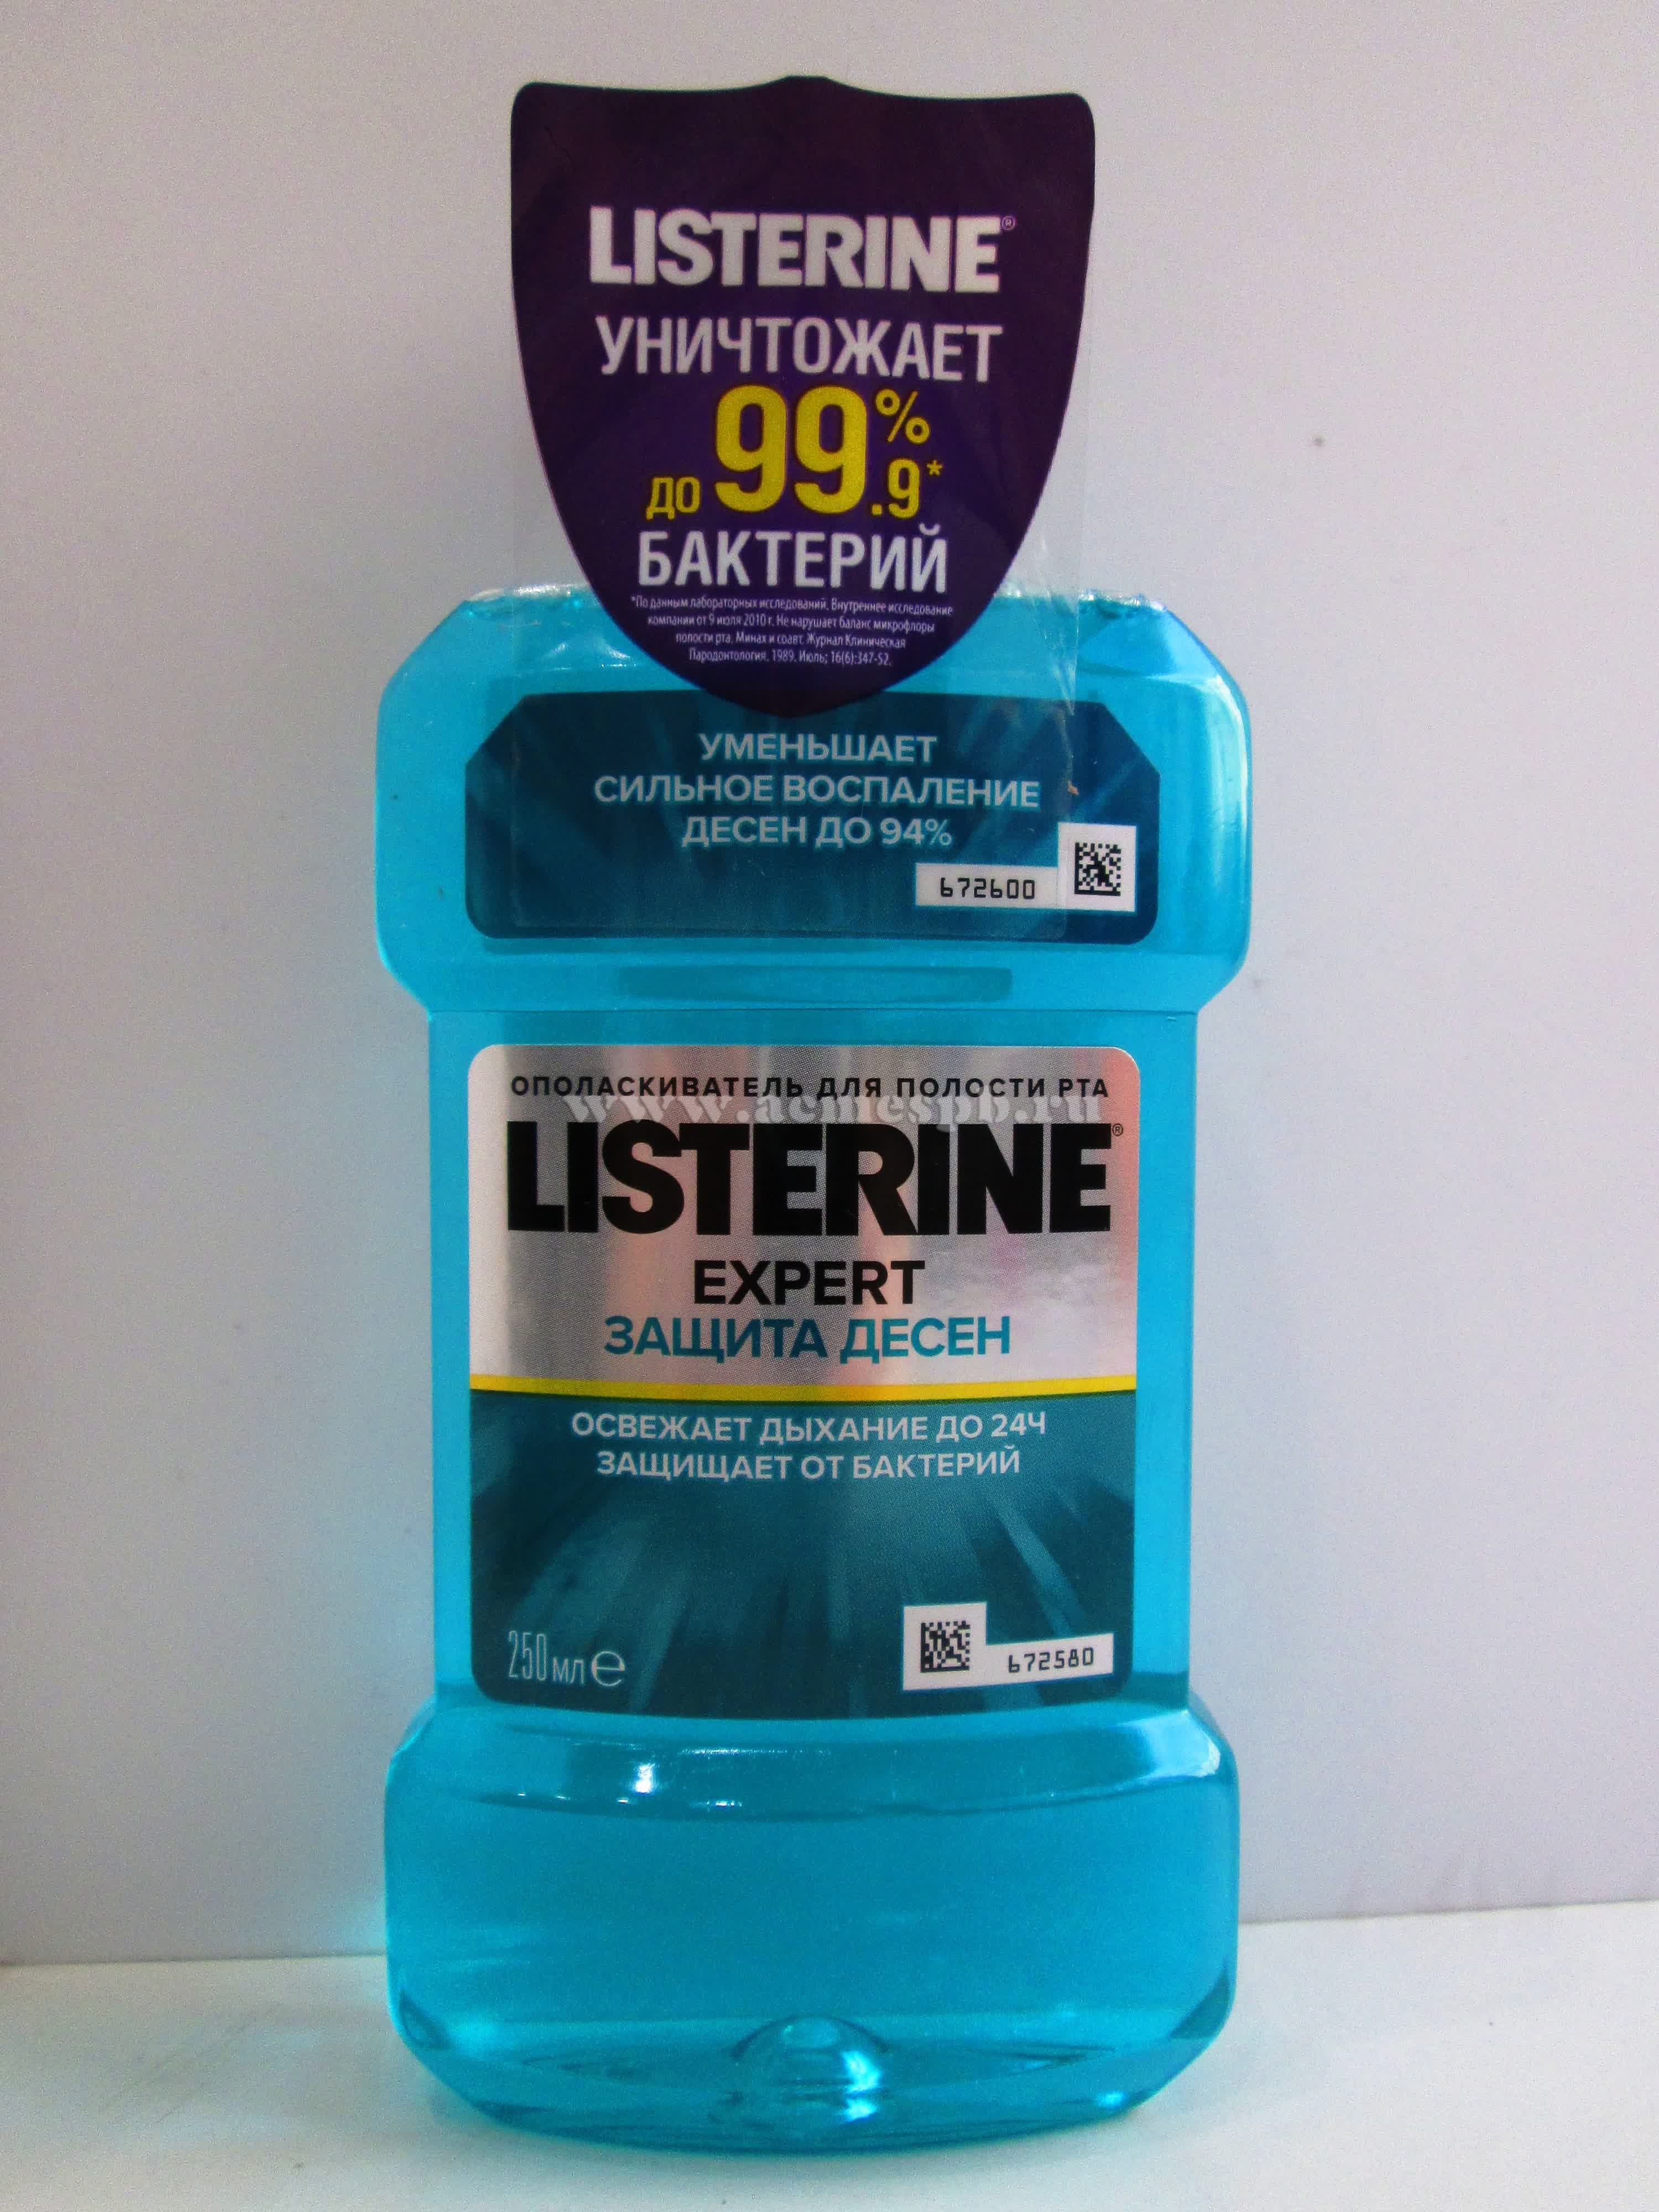 LISTERINE®
УНИЧТОЖАЕТ
ДО 99.9%*
БАКТЕРИЙ
*По данным лабораторных исследований. Внутреннее исследование
компании от 9 июля 2010 г. Не нарушает баланс микрофлоры
полости рта. Минах и соавт. Журнал Клиническая
Пародонтология. 1989. Июль; 16(6):347-52.
УМЕНЬШАЕТ
СИЛЬНОЕ ВОСПАЛЕНИЕ
ДЕСЕН ДО 94%
672600
ОПОЛАСКИВАТЕЛЬ ДЛЯ ПОЛОСТИ РТА
www.acmespb.ru
LISTERINE®
EXPERT
ЗАЩИТА ДЕСЕН
ОСВЕЖАЕТ ДЫХАНИЕ ДО 24Ч
ЗАЩИЩАЕТ ОТ БАКТЕРИЙ
250 мл ℮
672580